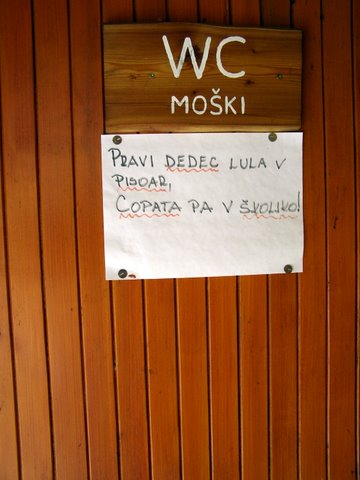 WC
MOŠKI
PRAVI DEDEC LULA V
PISOAR,
COPATA PA V ŠKOLJKO!